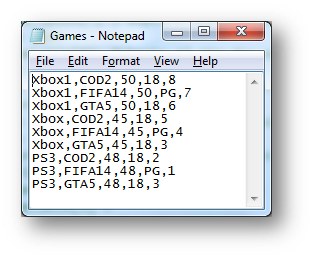 Games - Notepad
File Edit Format View Help
Xbox1,COD2,50,18,8
Xbox1,FIFA14,50,PG,7
Xbox1,GTA5,50,18,6
Xbox,COD2,45,18,5
Xbox,FIFA14,45,PG,4
Xbox,GTA5,45,18,3
PS3,COD2,48,18,2
PS3,FIFA14,48,PG,1
PS3,GTA5,48,18,3